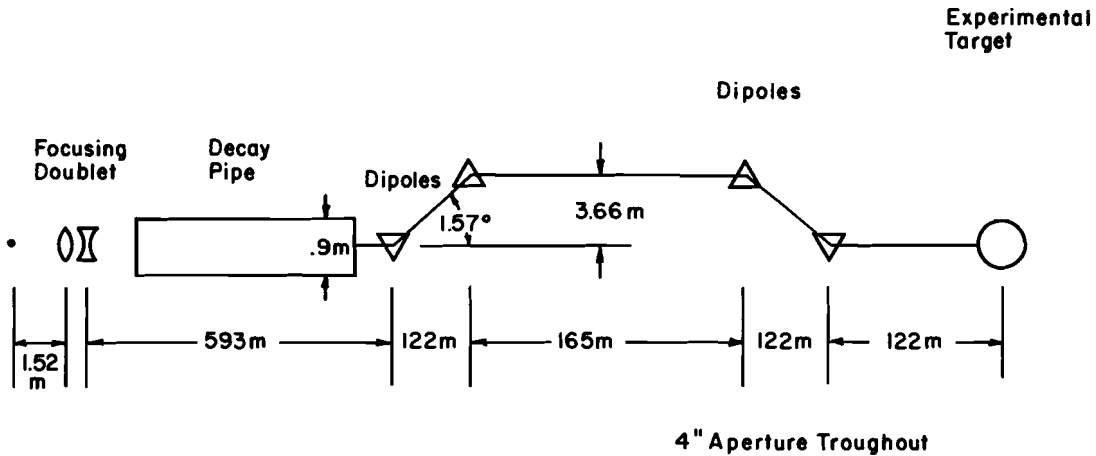 Experimental
Target
Dipoles
Focusing
Doublet
Decay
Pipe
Dipoles
1.57°
3.66m
.9m
1.52
m
593m
122m
165m
122m
122m
4" Aperture Troughout